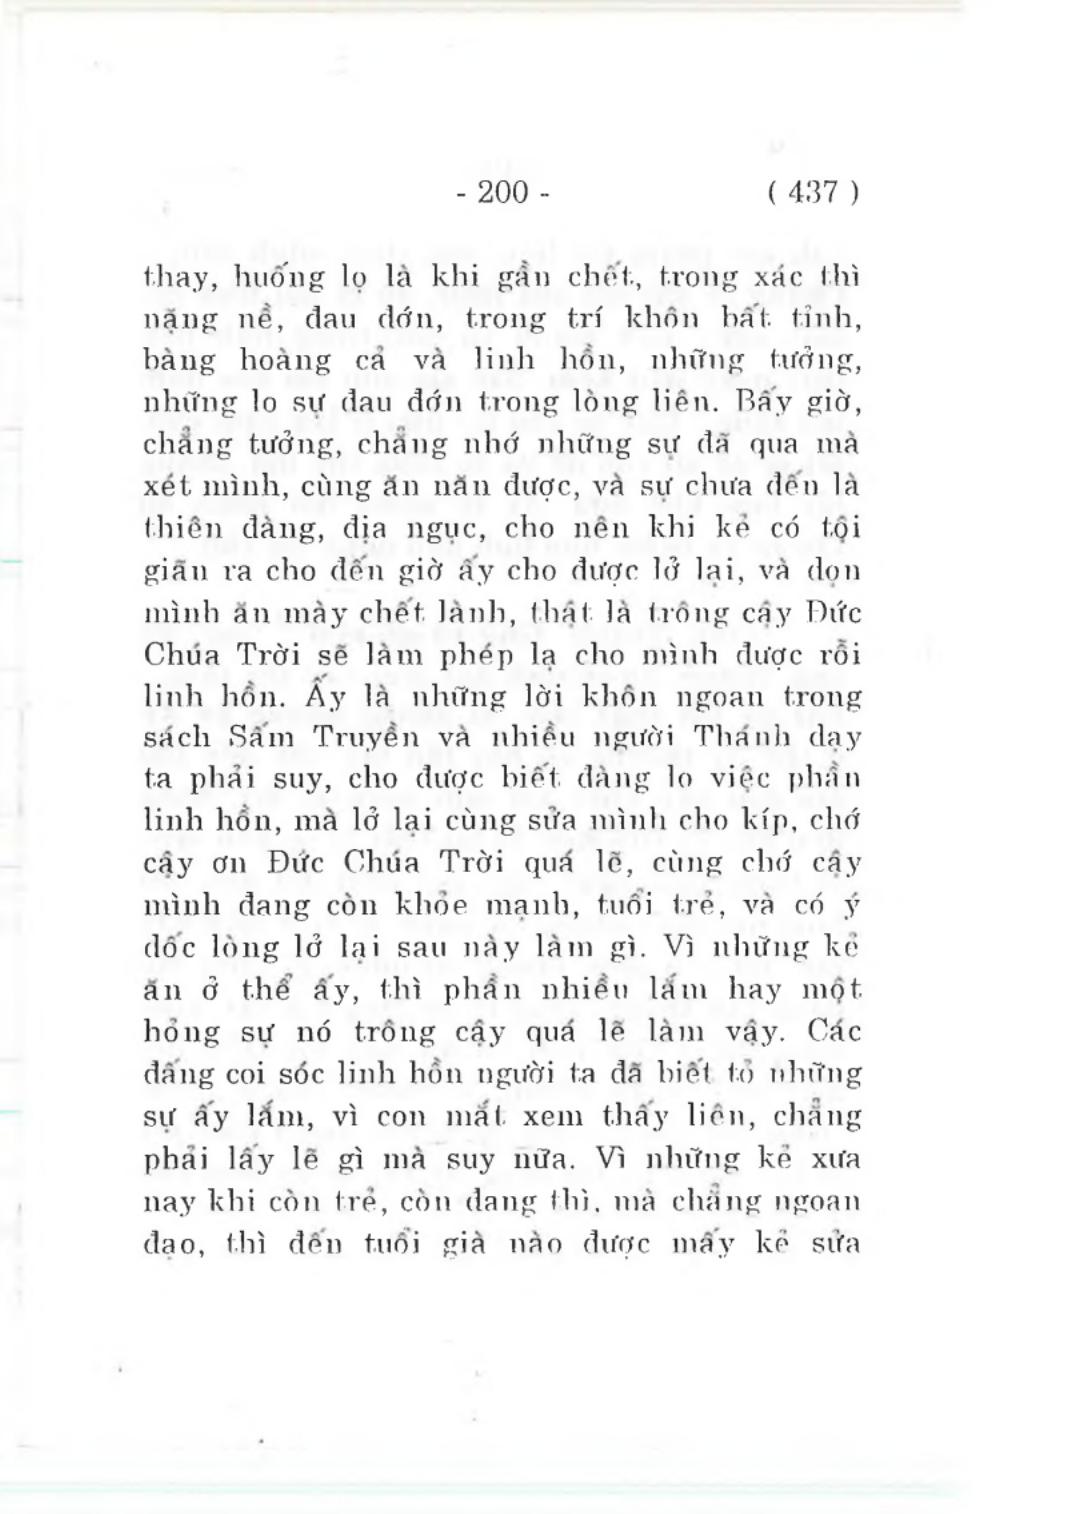 - 200 - ( 437 )
thay, huống lọ là khi gần chết, trong xác thì
nặng nề, đau đớn, trong trí khôn bất tỉnh,
bàng hoàng cả và linh hồn, những tưởng,
những lo sự đau đớn trong lòng liên. Bấy giờ,
chẳng tưởng, chẳng nhớ những sự đã qua mà
xét mình, cùng ăn năn được, và sự chưa đến là
thiên đàng, địa ngục, cho nên khi kẻ có tội
giãn ra cho đến giờ ấy cho được lở lại, và dọn
mình ăn mày chết lành, thật là trông cậy Đức
Chúa Trời sẽ làm phép lạ cho mình được rỗi
linh hồn. Ấy là những lời khôn ngoan trong
sách Sấm Truyền và nhiều người Thánh dạy
ta phải suy, cho được biết đàng lo việc phần
linh hồn, mà lở lại cùng sửa mình cho kíp, chớ
cậy ơn Đức Chúa Trời quá lẽ, cùng chớ cậy
mình đang còn khỏe mạnh, tuổi trẻ, và có ý
dốc lòng lở lại sau này làm gì. Vì những kẻ
ăn ở thể ấy, thì phần nhiều lắm hay một
hỏng sự nó trông cậy quá lẽ làm vậy. Các
đấng coi sóc linh hồn người ta đã biết tỏ những
sự ấy lắm, vì con mắt xem thấy liên, chẳng
phải lấy lẽ gì mà suy nữa. Vì những kẻ xưa
nay khi còn trẻ, còn đang thì, mà chẳng ngoan
đạo, thì đến tuổi già nào được mấy kẻ sửa